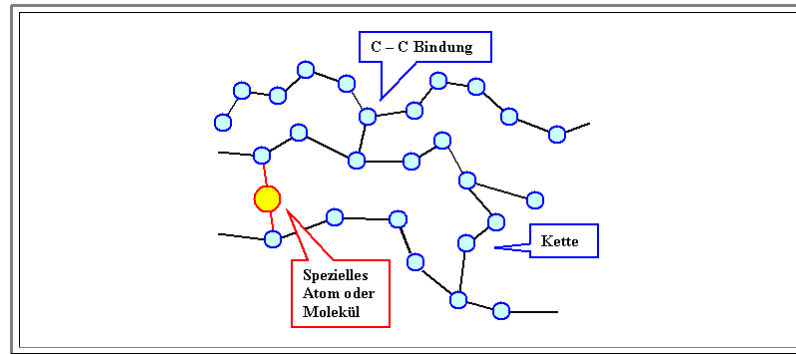 C – C Bindung
Kette
Spezielles
Atom oder
Molekül